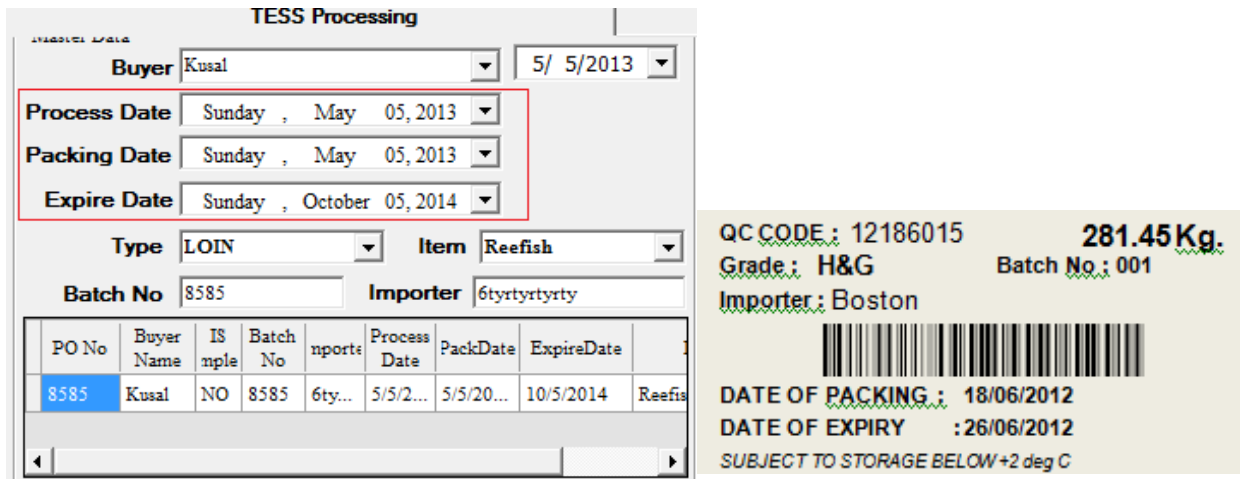 TESS Processing
Master Data
Buyer Kusal 5/ 5/2013
Process Date Sunday , May 05, 2013
Packing Date Sunday , May 05, 2013
Expire Date Sunday , October 05, 2014
Type LOIN Item Reefish
Batch No 8585 Importer 6tyrtyrtyrty
PO No Buyer Name IS mple Batch No nporte Process Date PackDate ExpireDate
8585 Kusal NO 8585 6ty... 5/5/2... 5/5/20... 10/5/2014 Reefis
QC CODE : 12186015 281.45 Kg.
Grade : H&G Batch No : 001
Importer : Boston
DATE OF PACKING : 18/06/2012
DATE OF EXPIRY :26/06/2012
SUBJECT TO STORAGE BELOW +2 deg C